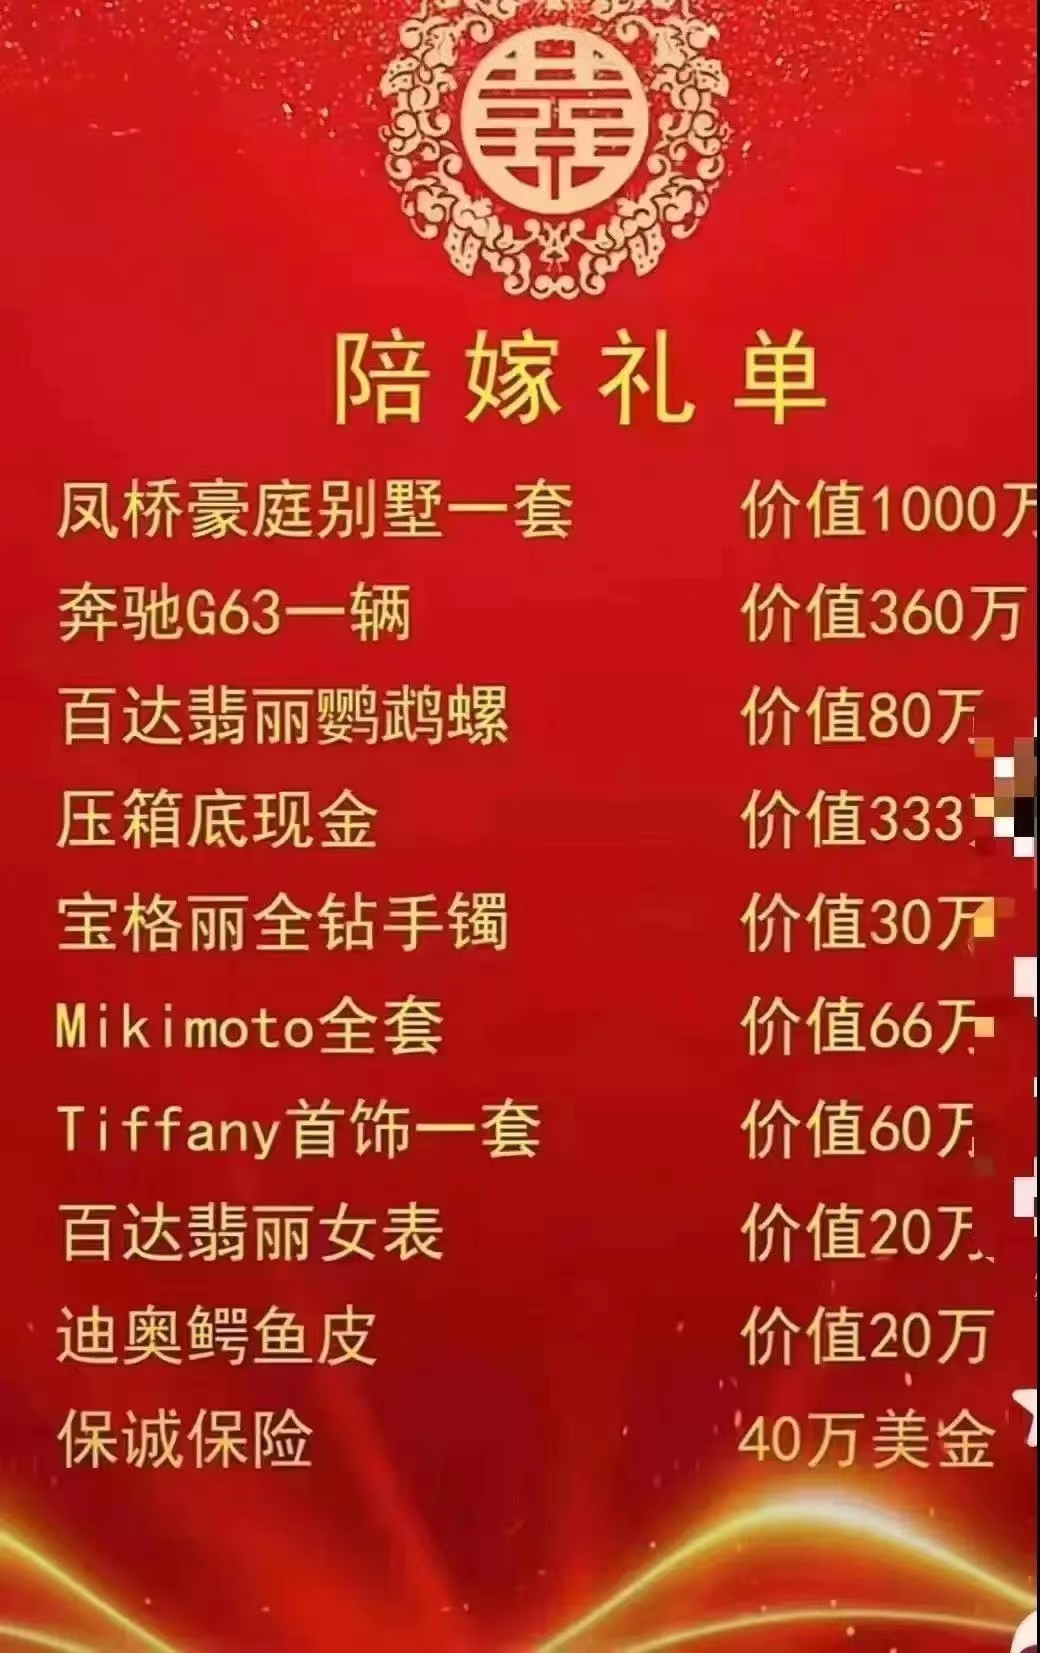 囍
陪嫁礼单
凤桥豪庭别墅一套 价值1000万
奔驰G63一辆 价值360万
百达翡丽鹦鹉螺 价值80万
压箱底现金 价值333
宝格丽全钻手镯 价值30万
Mikimoto全套 价值66万
Tiffany首饰一套 价值60万
百达翡丽女表 价值20万
迪奥鳄鱼皮 价值20万
保诚保险 40万美金